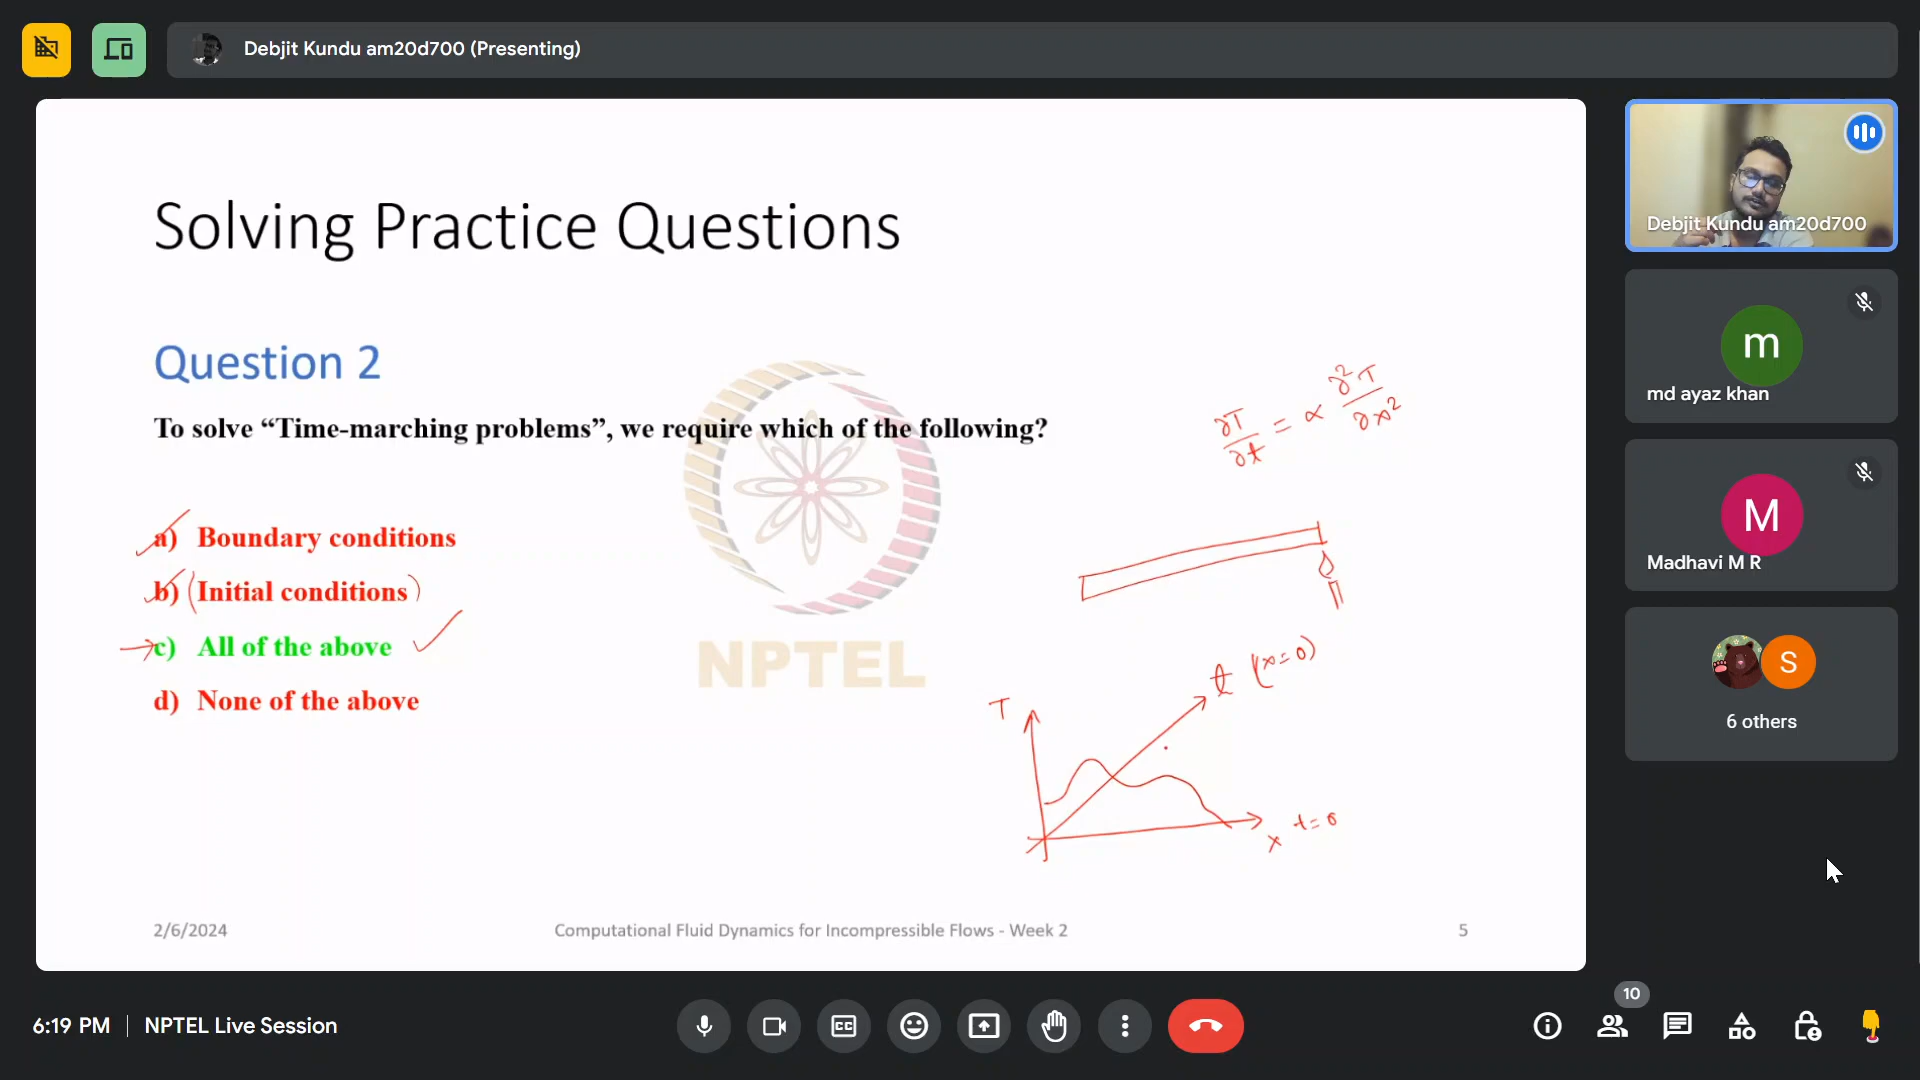 Debjit Kundu am20d700 (Presenting)
Solving Practice Questions
Question 2
To solve “Time-marching problems”, we require which of the following?
a) Boundary conditions
b) (Initial conditions)
c) All of the above
d) None of the above
∂T/∂t = α ∂²T/∂x²
t (x=0)
T
x t=0
NPTEL
2/6/2024
Computational Fluid Dynamics for Incompressible Flows - Week 2
5
Debjit Kundu am20d700
m
md ayaz khan
M
Madhavi M R
S
6 others
6:19 PM | NPTEL Live Session
CC
10